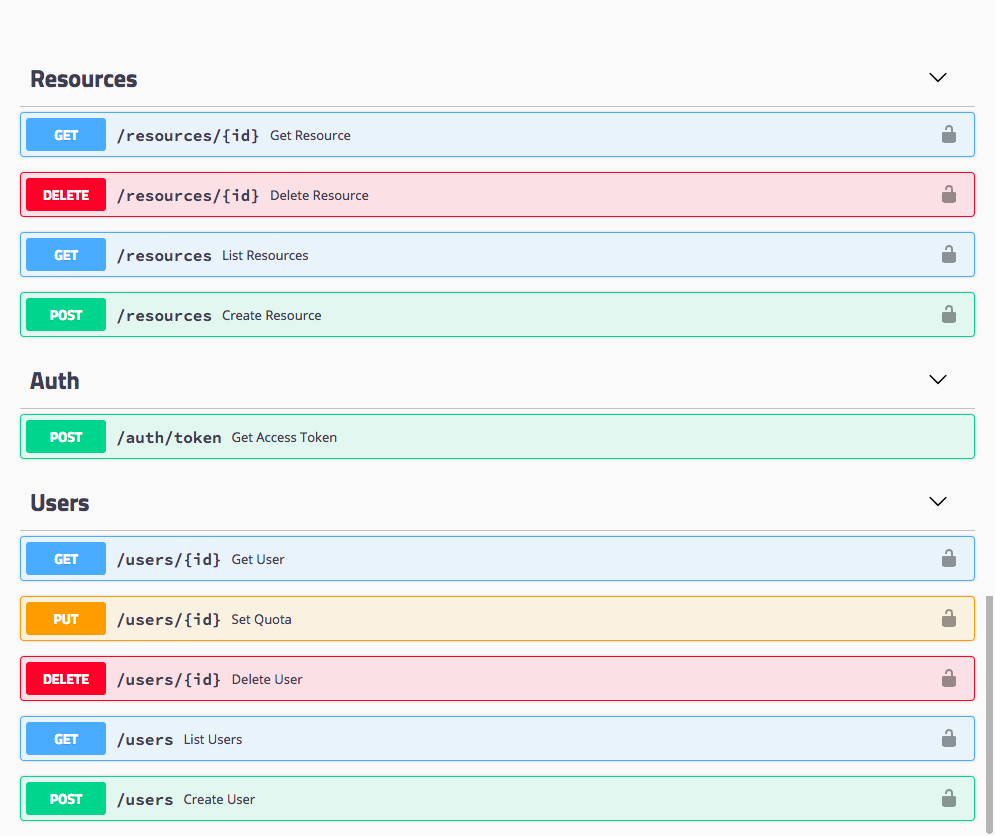 Resources
GET /resources/{id} Get Resource
DELETE /resources/{id} Delete Resource
GET /resources List Resources
POST /resources Create Resource
Auth
POST /auth/token Get Access Token
Users
GET /users/{id} Get User
PUT /users/{id} Set Quota
DELETE /users/{id} Delete User
GET /users List Users
POST /users Create User